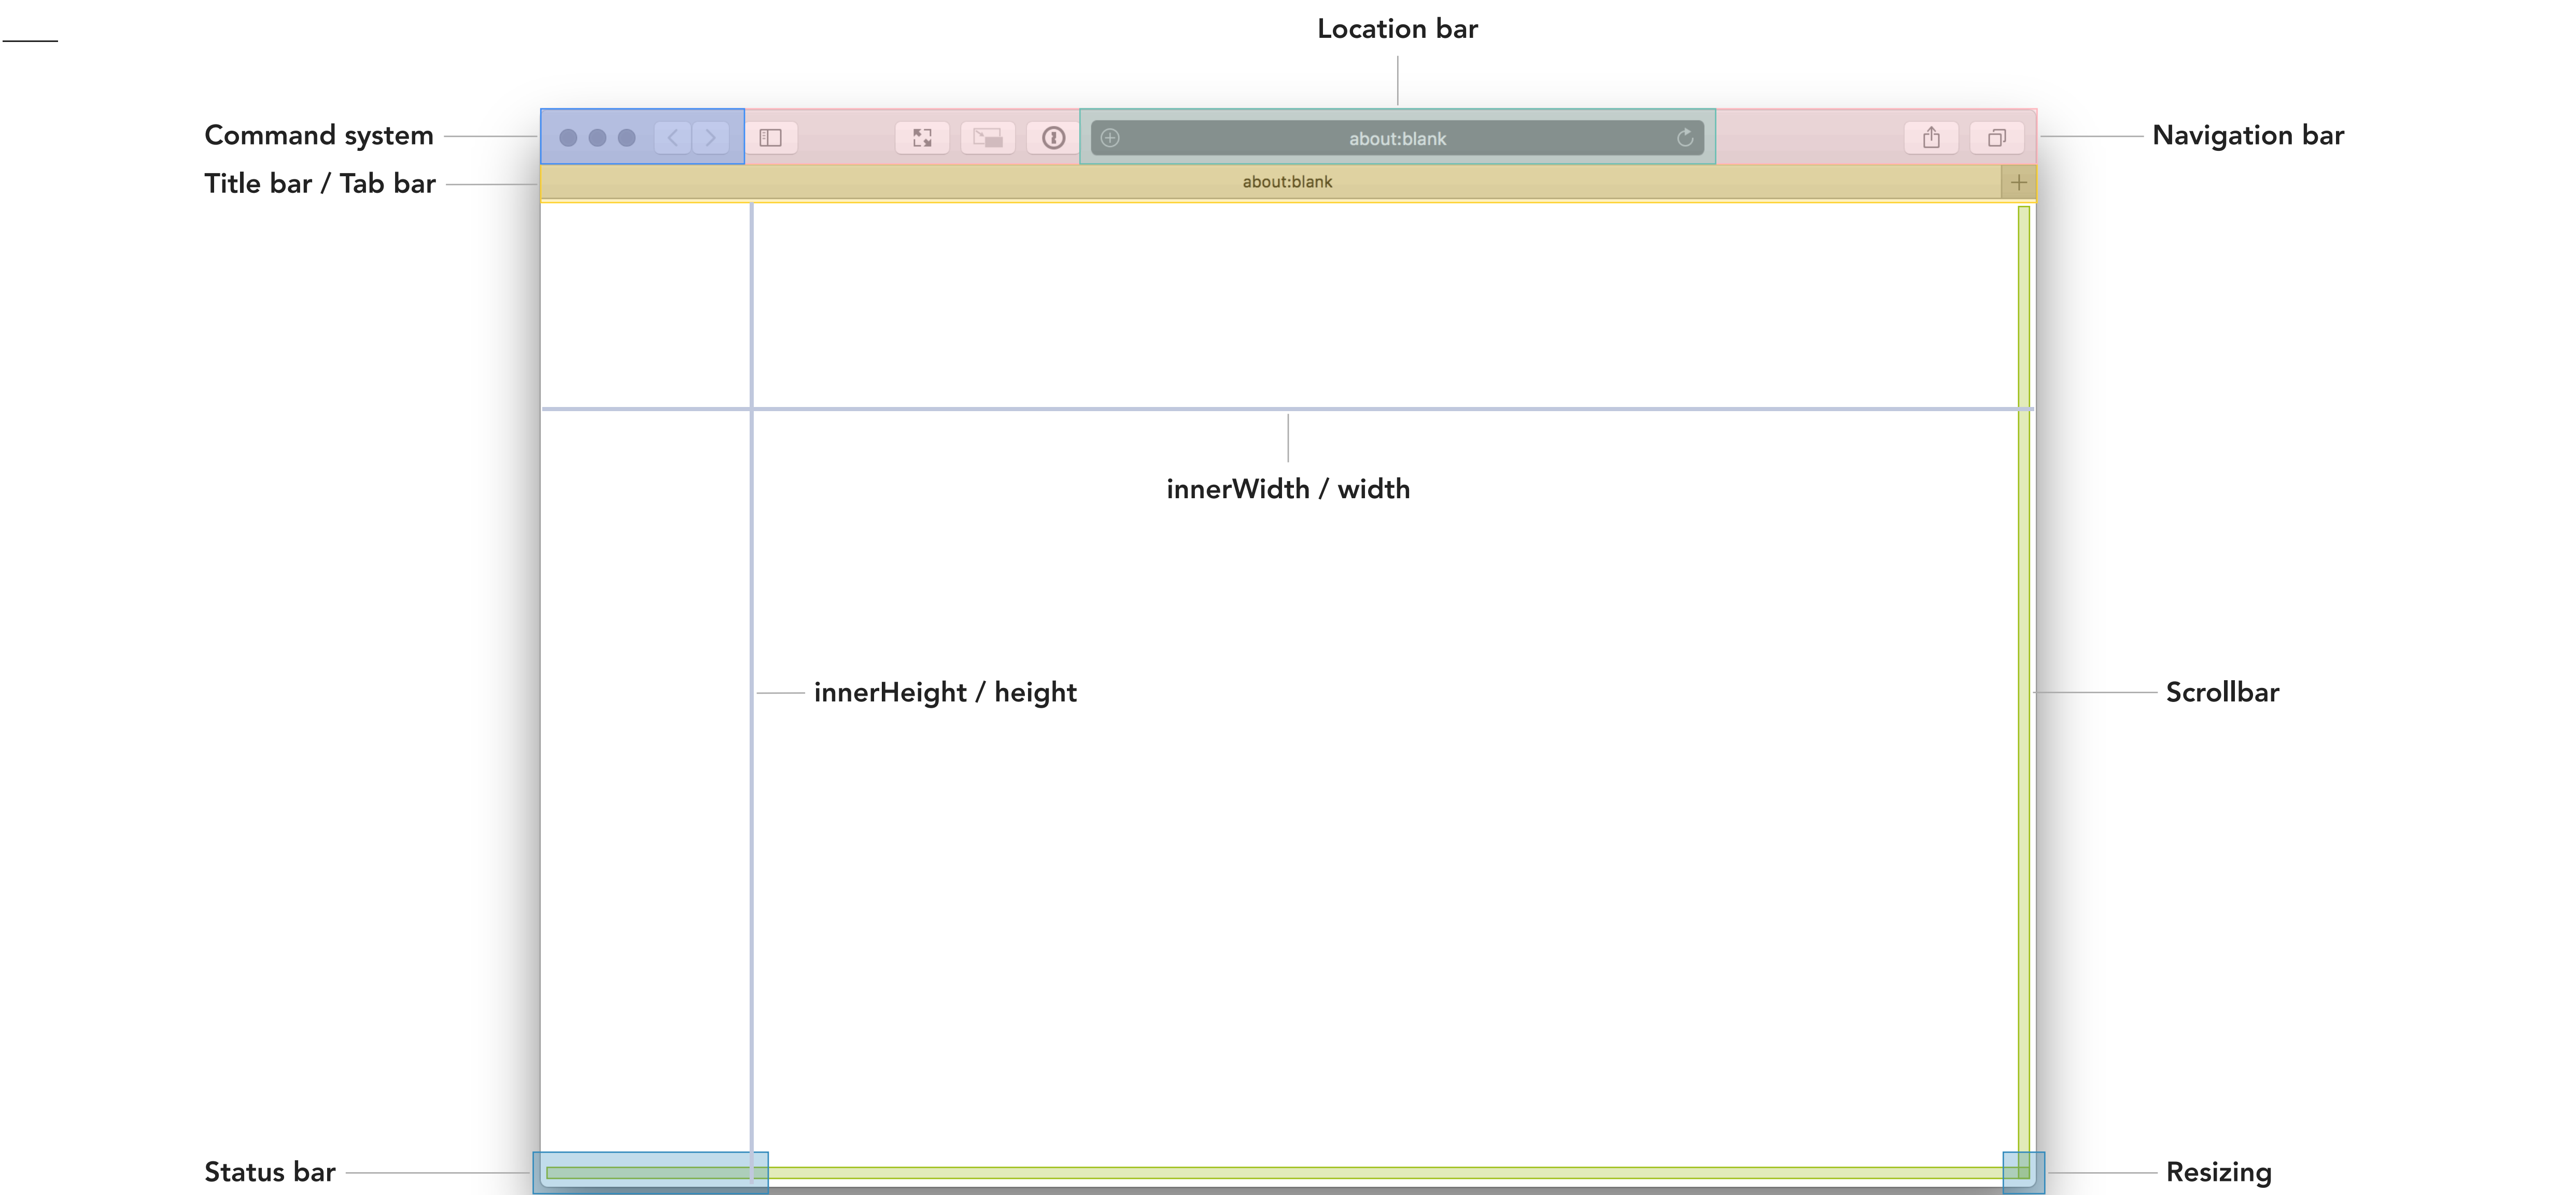 Location bar
Command system
about:blank
Navigation bar
Title bar / Tab bar
about:blank
innerWidth / width
innerHeight / height
Scrollbar
Status bar
Resizing